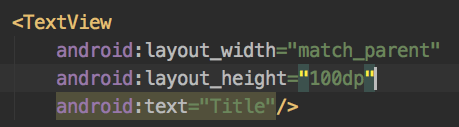 <TextView
android:layout_width="match_parent"
android:layout_height="100dp"
android:text="Title"/>